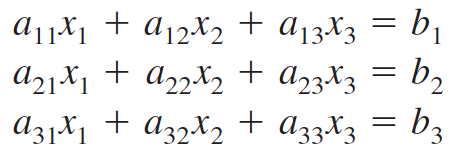 a₁₁x₁ + a₁₂x₂ + a₁₃x₃ = b₁
a₂₁x₁ + a₂₂x₂ + a₂₃x₃ = b₂
a₃₁x₁ + a₃₂x₂ + a₃₃x₃ = b₃